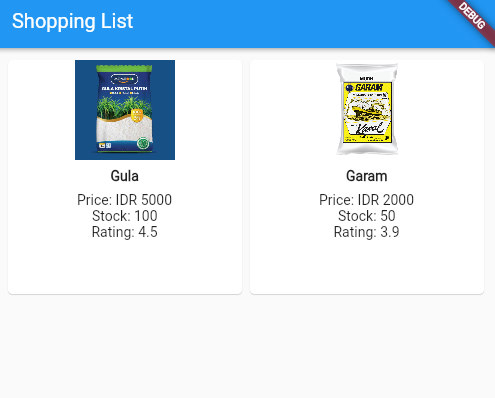 Shopping List
DEBUG
GULA KRISTAL PUTIH
Gula
Price: IDR 5000
Stock: 100
Rating: 4.5
GARAM
Kapal
Garam
Price: IDR 2000
Stock: 50
Rating: 3.9